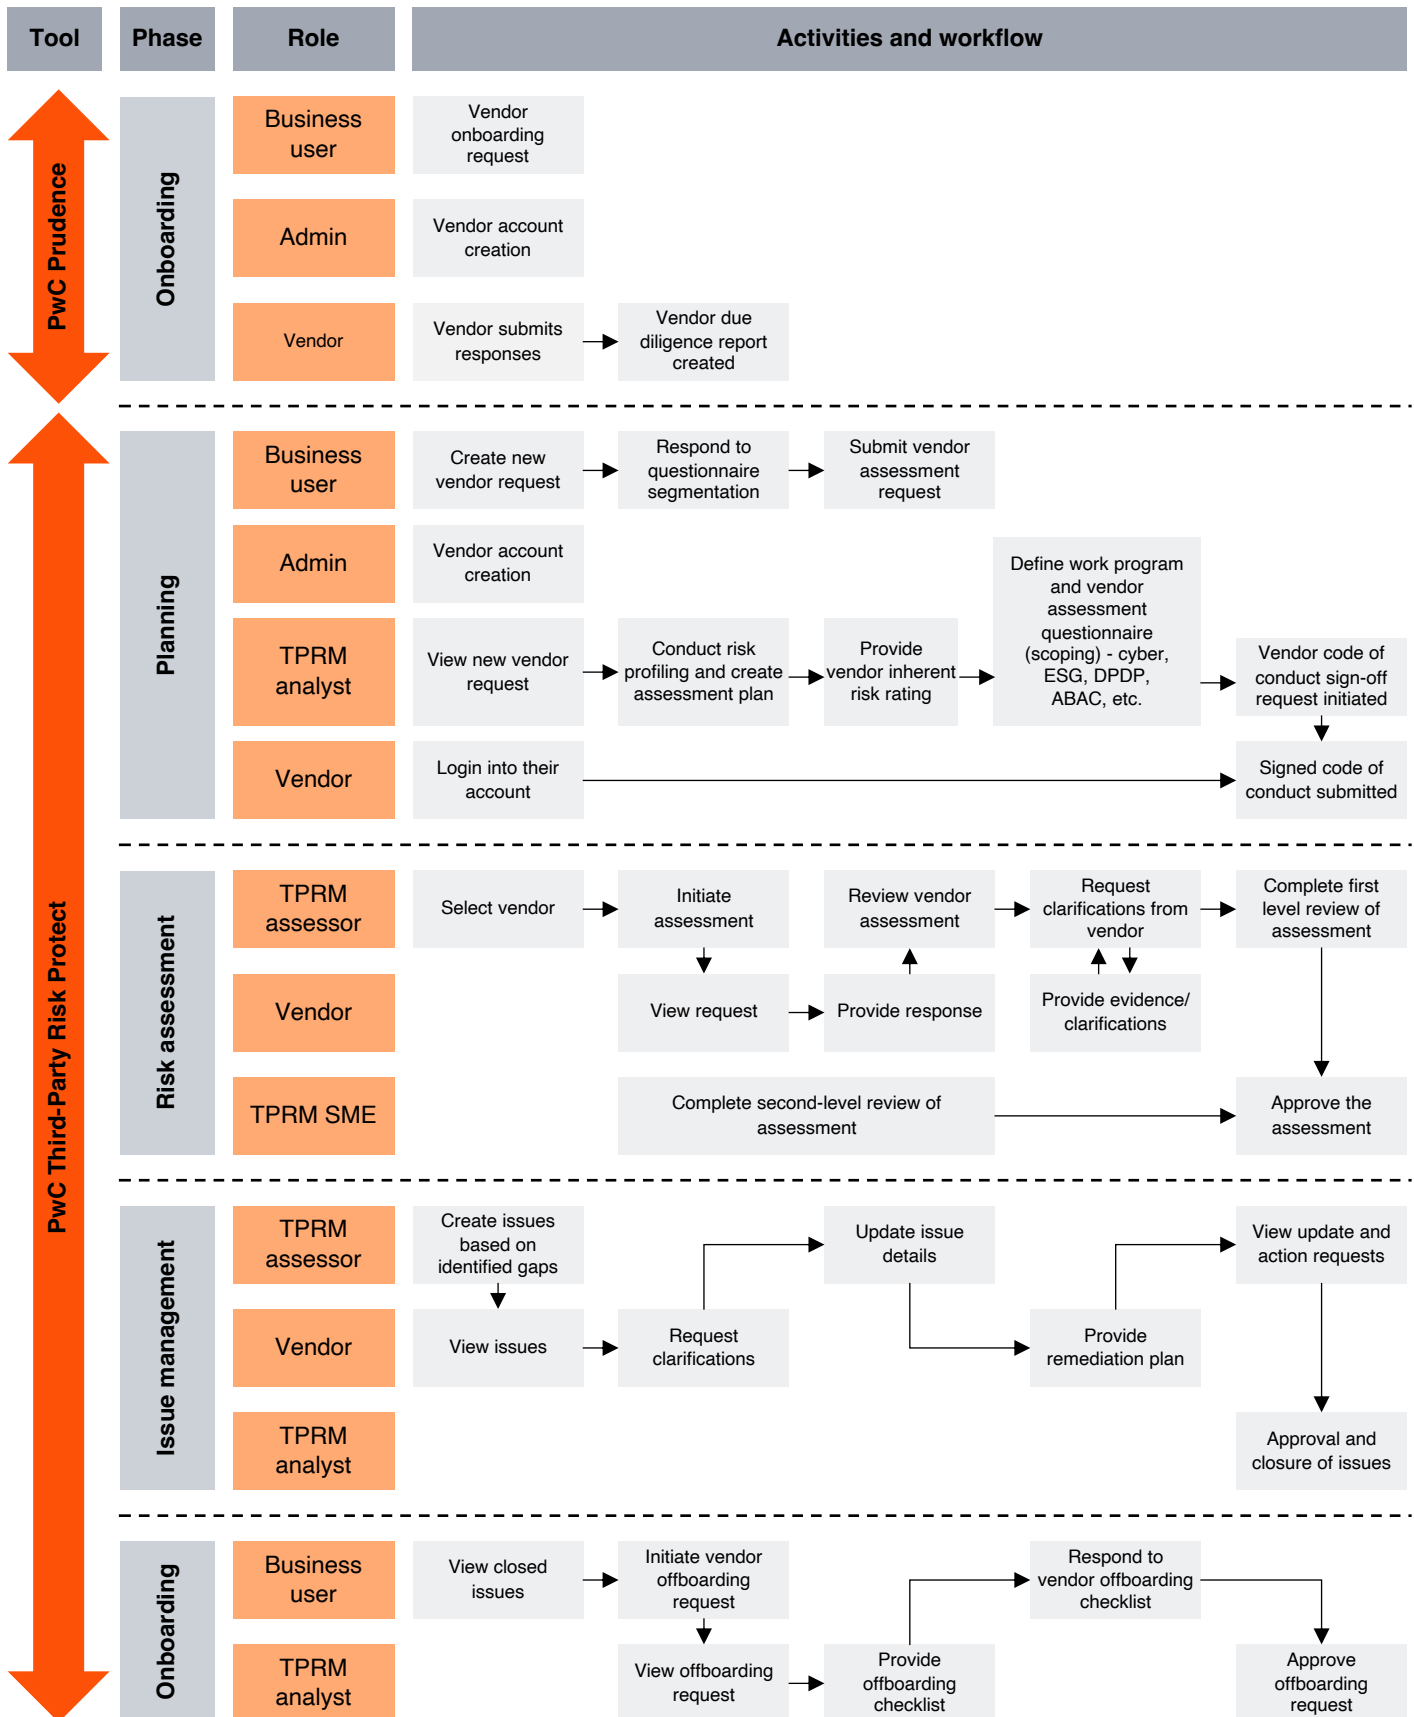 Tool
Phase
Role
Activities and workflow
PwC Prudence
Onboarding
Business
user
Vendor
onboarding
request
Admin
Vendor account
creation
Vendor
Vendor submits
responses
Vendor due
diligence report
created
PwC Third-Party Risk Protect
Planning
Business
user
Create new
vendor request
Respond to
questionnaire
segmentation
Submit vendor
assessment
request
Admin
Vendor account
creation
TPRM
analyst
View new vendor
request
Conduct risk
profiling and create
assessment plan
Provide
vendor inherent
risk rating
Define work program
and vendor
assessment
questionnaire
(scoping) - cyber,
ESG, DPDP,
ABAC, etc.
Vendor code of
conduct sign-off
request initiated
Vendor
Login into their
account
Signed code of
conduct submitted
Risk assessment
TPRM
assessor
Select vendor
Initiate
assessment
Review vendor
assessment
Request
clarifications from
vendor
Complete first
level review of
assessment
Vendor
View request
Provide response
Provide evidence/
clarifications
TPRM SME
Complete second-level review of
assessment
Approve the
assessment
Issue management
TPRM
assessor
Create issues
based on
identified gaps
Update issue
details
View update and
action requests
Vendor
View issues
Request
clarifications
Provide
remediation plan
TPRM
analyst
Approval and
closure of issues
Onboarding
Business
user
View closed
issues
Initiate vendor
offboarding
request
Respond to
vendor offboarding
checklist
TPRM
analyst
View offboarding
request
Provide
offboarding
checklist
Approve
offboarding
request